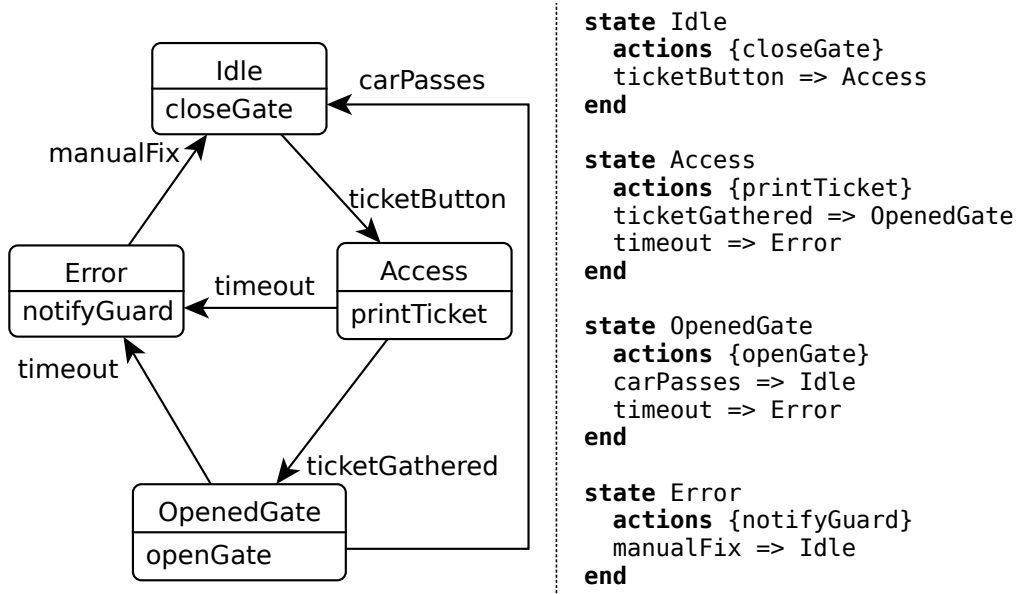 Idle
closeGate
carPasses
manualFix
ticketButton
Error
notifyGuard
timeout
Access
printTicket
timeout
ticketGathered
OpenedGate
openGate
state Idle
actions {closeGate}
ticketButton => Access
end
state Access
actions {printTicket}
ticketGathered => OpenedGate
timeout => Error
end
state OpenedGate
actions {openGate}
carPasses => Idle
timeout => Error
end
state Error
actions {notifyGuard}
manualFix => Idle
end